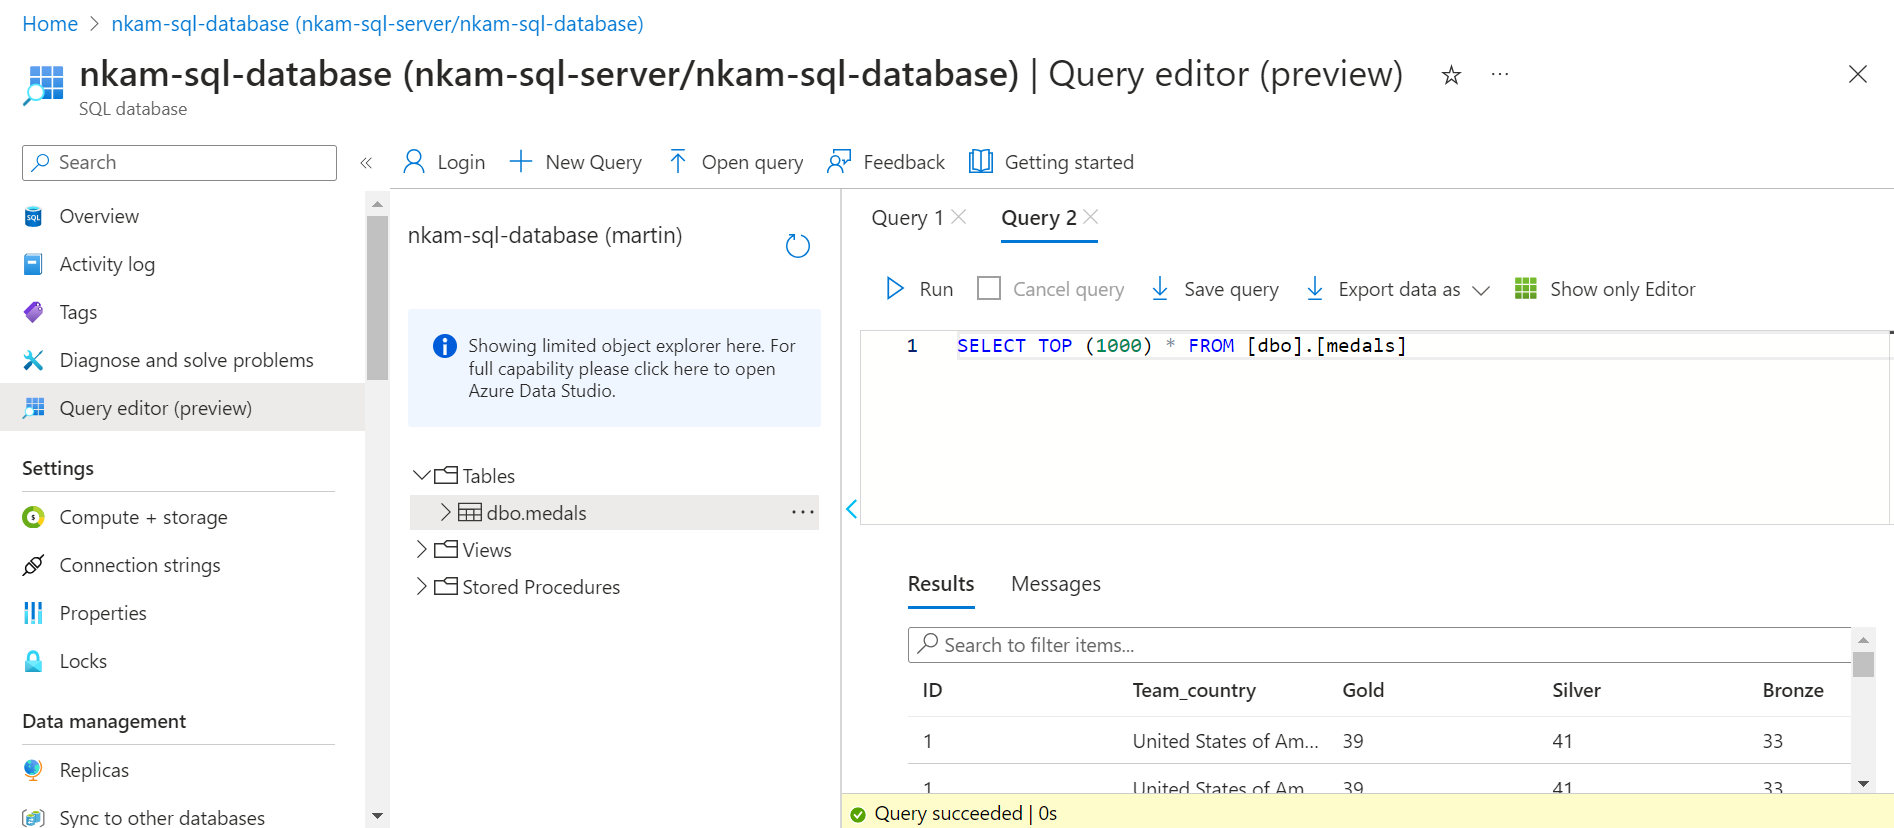 Home > nkam-sql-database (nkam-sql-server/nkam-sql-database)
nkam-sql-database (nkam-sql-server/nkam-sql-database) | Query editor (preview)
SQL database
Search
Login
New Query
Open query
Feedback
Getting started
Overview
Activity log
Tags
Diagnose and solve problems
Query editor (preview)
Settings
Compute + storage
Connection strings
Properties
Locks
Data management
Replicas
Sync to other databases
nkam-sql-database (martin)
Showing limited object explorer here. For
full capability please click here to open
Azure Data Studio.
Tables
dbo.medals
Views
Stored Procedures
Query 1
Query 2
Run
Cancel query
Save query
Export data as
Show only Editor
1 SELECT TOP (1000) * FROM [dbo].[medals]
Results
Messages
Search to filter items...
ID Team_country Gold Silver Bronze
1 United States of Am... 39 41 33
1 United States of Am... 39 41 33
Query succeeded | 0s